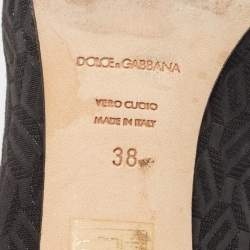 DOLCE & GABBANA
VERO CUOIO
MADE IN ITALY
38